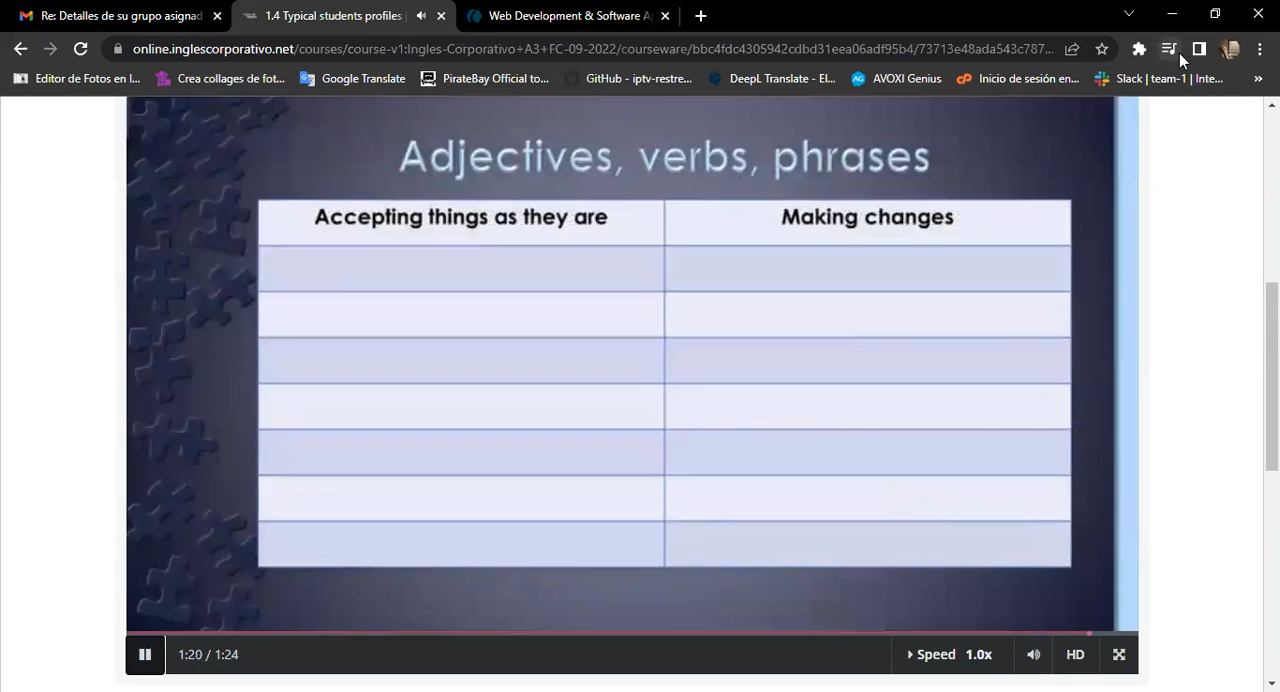 Re: Detalles de su grupo asignad
1.4 Typical students profiles
Web Development & Software A
online.inglescorporativo.net/courses/course-v1:Ingles-Corporativo+A3+FC-09-2022/courseware/bbc4fdc4305942cdbd31eea06adf95b4/73713e48ada543c787...
Editor de Fotos en l...
Crea collages de fot...
Google Translate
PirateBay Official to...
GitHub - iptv-restre...
DeepL Translate - El...
AVOXI Genius
Inicio de sesión en...
Slack | team-1 | Inte...
»
Adjectives, verbs, phrases
Accepting things as they are
Making changes
1:20 / 1:24
Speed 1.0x
HD